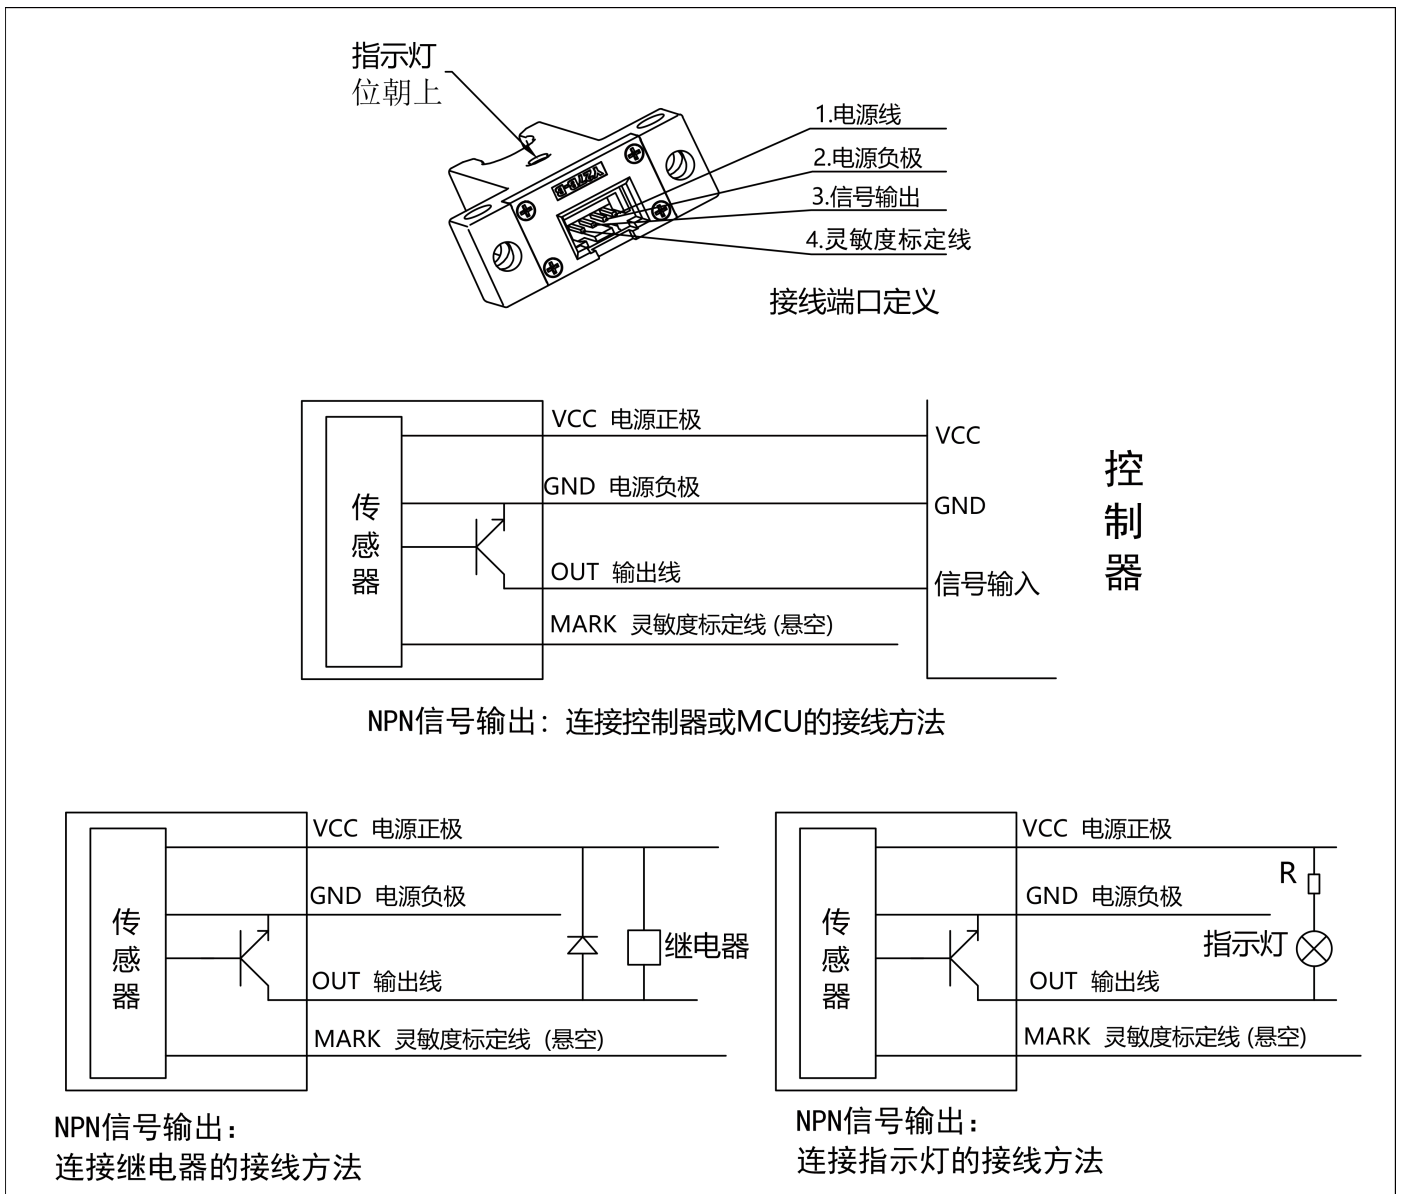 指示灯
位朝上
1.电源线
2.电源负极
3.信号输出
4.灵敏度标定线
Y27B-B
接线端口定义
VCC 电源正极
VCC
GND 电源负极
GND
传感器
OUT 输出线
信号输入
MARK 灵敏度标定线 (悬空)
控制器
NPN信号输出：连接控制器或MCU的接线方法
VCC 电源正极
GND 电源负极
传感器
继电器
OUT 输出线
MARK 灵敏度标定线 (悬空)
NPN信号输出：
连接继电器的接线方法
VCC 电源正极
R
GND 电源负极
传感器
指示灯
OUT 输出线
MARK 灵敏度标定线 (悬空)
NPN信号输出：
连接指示灯的接线方法